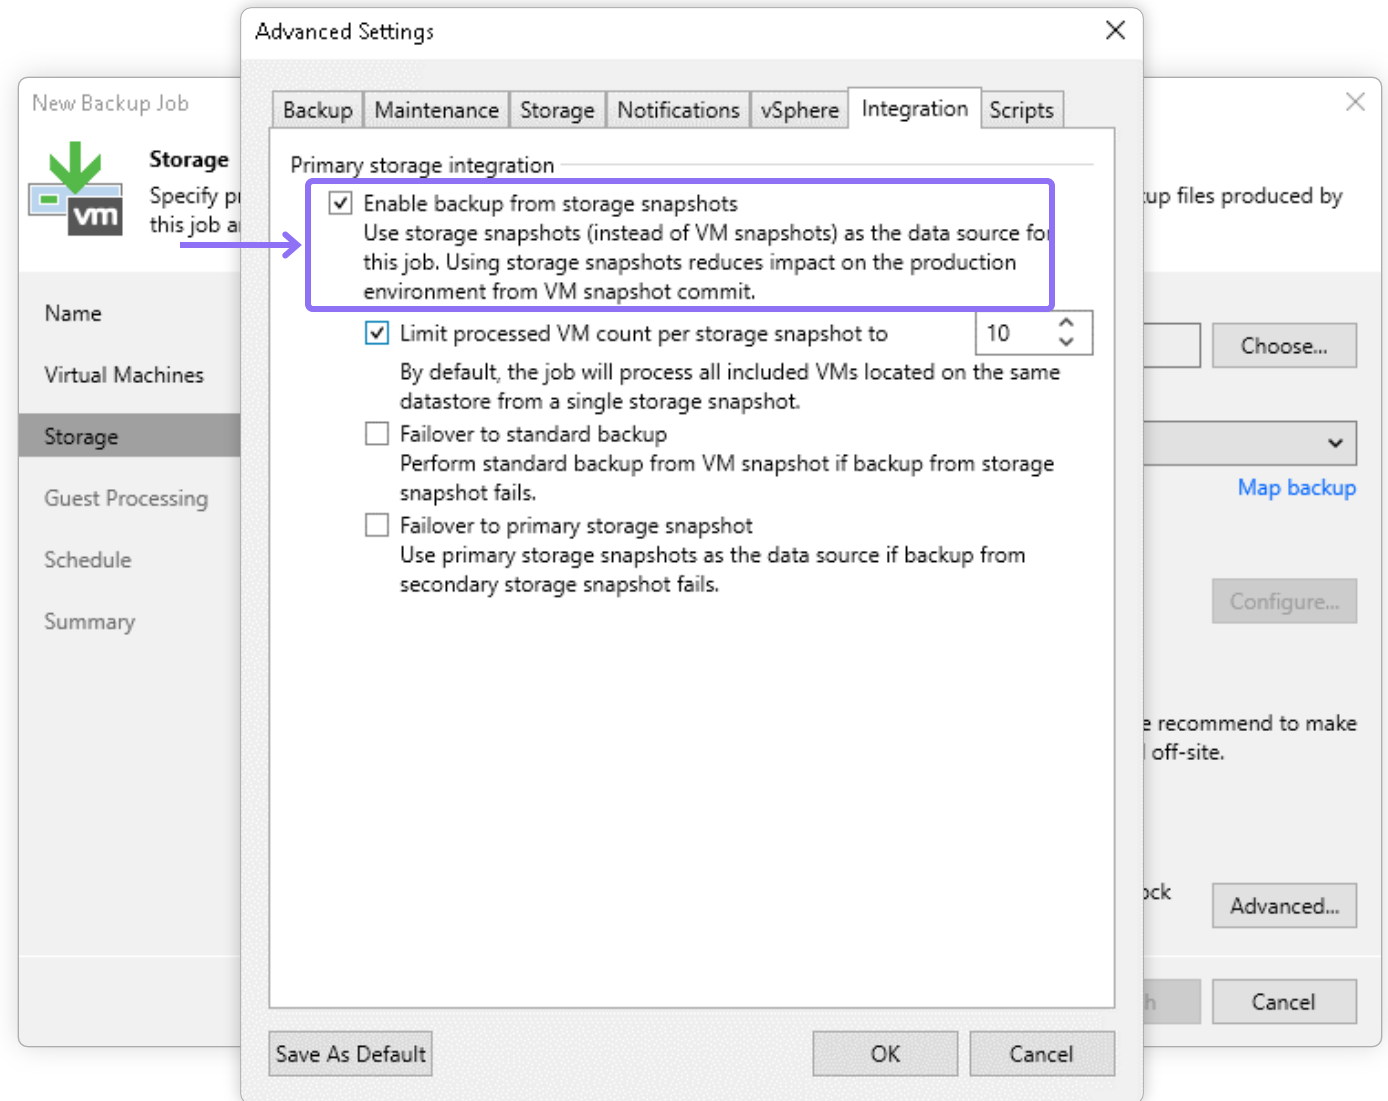 Advanced Settings
New Backup Job
Backup
Maintenance
Storage
Notifications
vSphere
Integration
Scripts
Storage
Specify
this job
up files produced by
vm
Primary storage integration
Enable backup from storage snapshots
Use storage snapshots (instead of VM snapshots) as the data source for
this job. Using storage snapshots reduces impact on the production
environment from VM snapshot commit.
Limit processed VM count per storage snapshot to
10
By default, the job will process all included VMs located on the same
datastore from a single storage snapshot.
Failover to standard backup
Perform standard backup from VM snapshot if backup from storage
snapshot fails.
Failover to primary storage snapshot
Use primary storage snapshots as the data source if backup from
secondary storage snapshot fails.
Name
Virtual Machines
Storage
Guest Processing
Schedule
Summary
Choose...
Map backup
Configure...
recommend to make
off-site.
Advanced...
Cancel
Save As Default
OK
Cancel